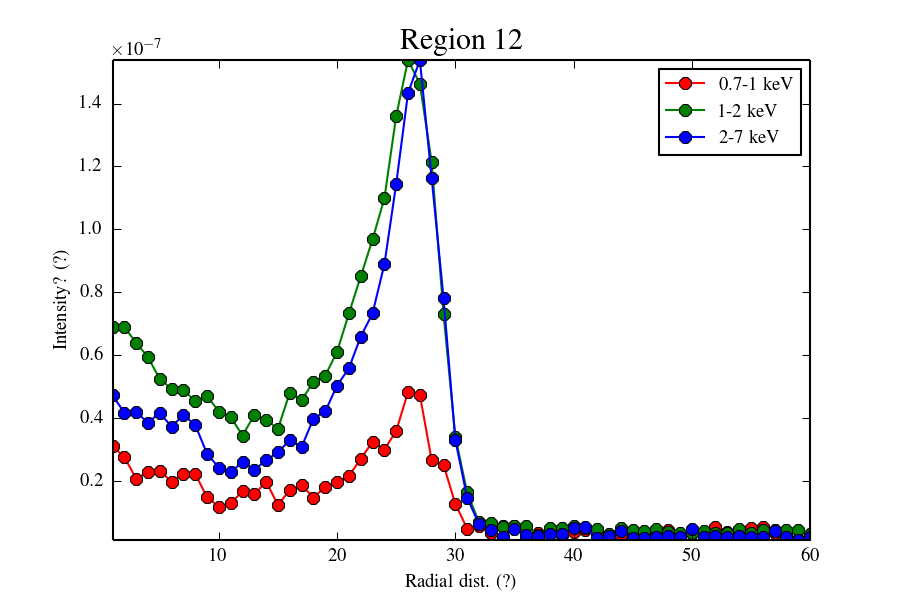 Region 12
×10⁻⁷
1.4
1.2
1.0
0.8
0.6
0.4
0.2
Intensity? (?)
0.7-1 keV
1-2 keV
2-7 keV
10 20 30 40 50 60
Radial dist. (?)